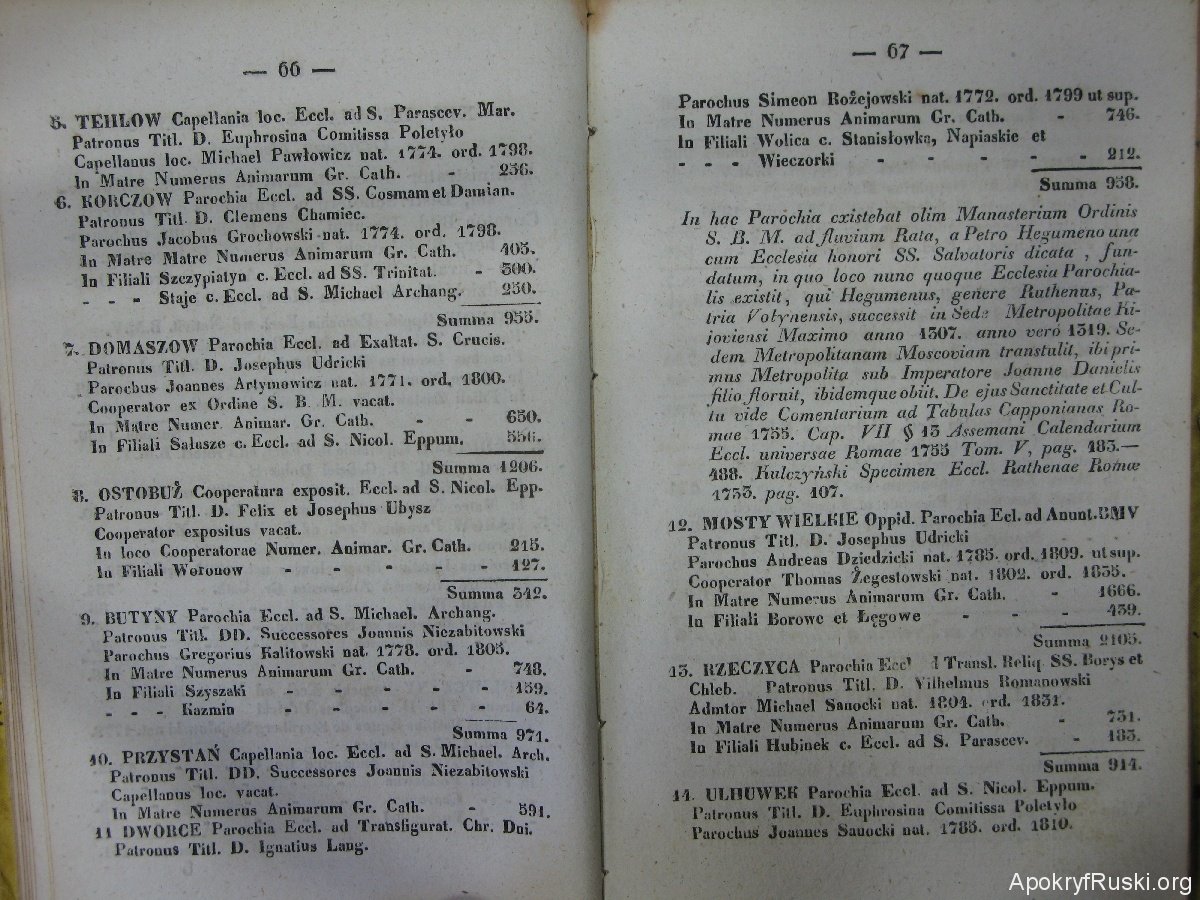 — 66 —
5. TEHLOW Capellania loc. Eccl. ad S. Parascev. Mar.
Patronus Titl. D. Euphrosina Comitissa Poletyło
Capellanus loc. Michael Pawłowicz nat. 1774. ord. 1798.
In Matre Numerus Animarum Gr. Cath. - 256.
6. KORCZOW Parochia Eccl. ad SS. Cosmam et Damian.
Patronus Titl. D. Clemens Chamiec.
Parochus Jacobus Grochowski nat. 1774. ord. 1798.
In Matre Matre Numerus Animarum Gr. Cath. 405.
In Filiali Szczypiatyn c. Eccl. ad SS. Trinitat. - 300.
- - - Staje c. Eccl. ad S. Michael Archang. 250.
Summa 955.
7. DOMASZOW Parochia Eccl. ad Exaltat. S. Crucis.
Patronus Titl. D. Josephus Udricki
Parochus Joannes Artymowicz nat. 1771. ord. 1800.
Cooperator ex Ordine S. B. M. vacat.
In Matre Numer. Animar. Gr. Cath. - - 650.
In Filiali Sałasze c. Eccl. ad S. Nicol. Eppum. 556.
Summa 1206.
8. OSTOBUŻ Cooperatura exposit. Eccl. ad S. Nicol. Epp.
Patronus Titl. D. Felix et Josephus Ubysz
Cooperator expositus vacat.
In loco Cooperatorae Numer. Animar. Gr. Cath. 215.
In Filiali Woronow - - - - - 127.
Summa 342.
9. BUTYNY Parochia Eccl. ad S. Michael. Archang.
Patronus Titl. DD. Successores Joannis Niezabitowski
Parochus Gregorius Kalitowski nat. 1778. ord. 1805.
In Matre Numerus Animarum Gr. Cath. - 748.
In Filiali Szyszaki - - - - - 159.
- - - Kazmin - - - - - 64.
Summa 971.
10. PRZYSTAŃ Capellania loc. Eccl. ad S. Michael. Arch.
Patronus Titl. DD. Successores Joannis Niezabitowski
Capellanus loc. vacat.
In Matre Numerus Animarum Gr. Cath. - 591.
11 DWORCE Parochia Eccl. ad Transfigurat. Chr. Dni.
Patronus Titl. D. Ignatius Lang.
— 67 —
Parochus Simeon Rożejowski nat. 1772. ord. 1799 ut sup.
In Matre Numerus Animarum Gr. Cath. - 746.
In Filiali Wolica c. Stanisłowka, Napiaskie et
- - - Wieczorki - - - - - 212.
Summa 958.
In hac Parochia existebat olim Manasterium Ordinis
S. B. M. ad fluvium Rata, a Petro Hegumeno una
cum Ecclesia honori SS. Salvatoris dicata , fun-
datum, in quo loco nunc quoque Ecclesia Parochia-
lis existit, qui Hegumenus, genere Ruthenus, Pa-
tria Volynensis, successit in Sede Metropolitae Ki-
joviensi Maximo anno 1307. anno vero 1319. Se-
dem Metropolitanam Moscoviam transtulit, ibi pri-
mus Metropolita sub Imperatore Joanne Danielis
filio floruit, ibidemque obiit. De ejus Sanctitate et Cul-
tu vide Comentarium ad Tabulas Capponianas Ro-
mae 1755. Cap. VII § 13 Assemani Calendarium
Eccl. universae Romae 1755 Tom. V, pag. 483.—
488. Kulczyński Specimen Eccl. Rathenae Romæ
1733. pag. 107.
12. MOSTY WIELKIE Oppid. Parochia Ecl. ad Anunt. BMV
Patronus Titl. D. Josephus Udricki
Parochus Andreas Dziedzicki nat. 1785. ord. 1809. ut sup.
Cooperator Thomas Żegestowski nat. 1802. ord. 1835.
In Matre Numerus Animarum Gr. Cath. - 1666.
In Filiali Borowe et Łęgowe - - - 439.
Summa 2105.
13. RZECZYCA Parochia Eccl. ad Transl. Reliq. SS. Borys et
Chleb. Patronus Titl. D. Vilhelmus Romanowski
Admtor Michael Sanocki nat. 1804. ord. 1831.
In Matre Numerus Animarum Gr. Cath. - 731.
In Filiali Hubinek c. Eccl. ad S. Parascev. - 183.
Summa 914.
14. ULHUWEK Parochia Eccl. ad S. Nicol. Eppum.
Patronus Titl. D. Euphrosina Comitissa Poletyło
Parochus Joannes Sanocki nat. 1785. ord. 1810.
ApokryfRuski.org